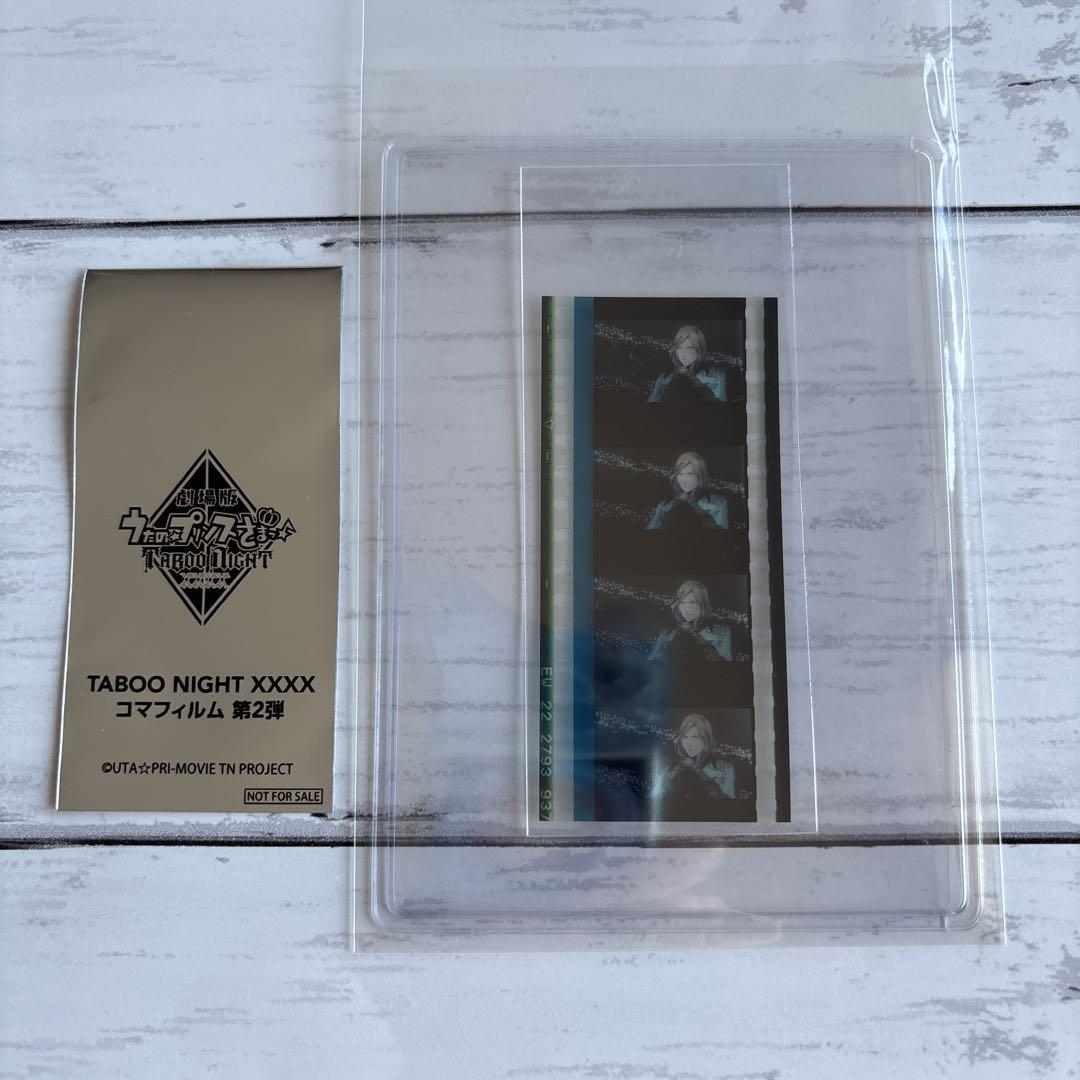 劇場版
うたの☆プリンスさまっ♪
TABOO NIGHT
TABOO NIGHT XXXX
コマフィルム 第2弾
©UTA☆PRI-MOVIE TN PROJECT
NOT FOR SALE
EW 22 2793 937